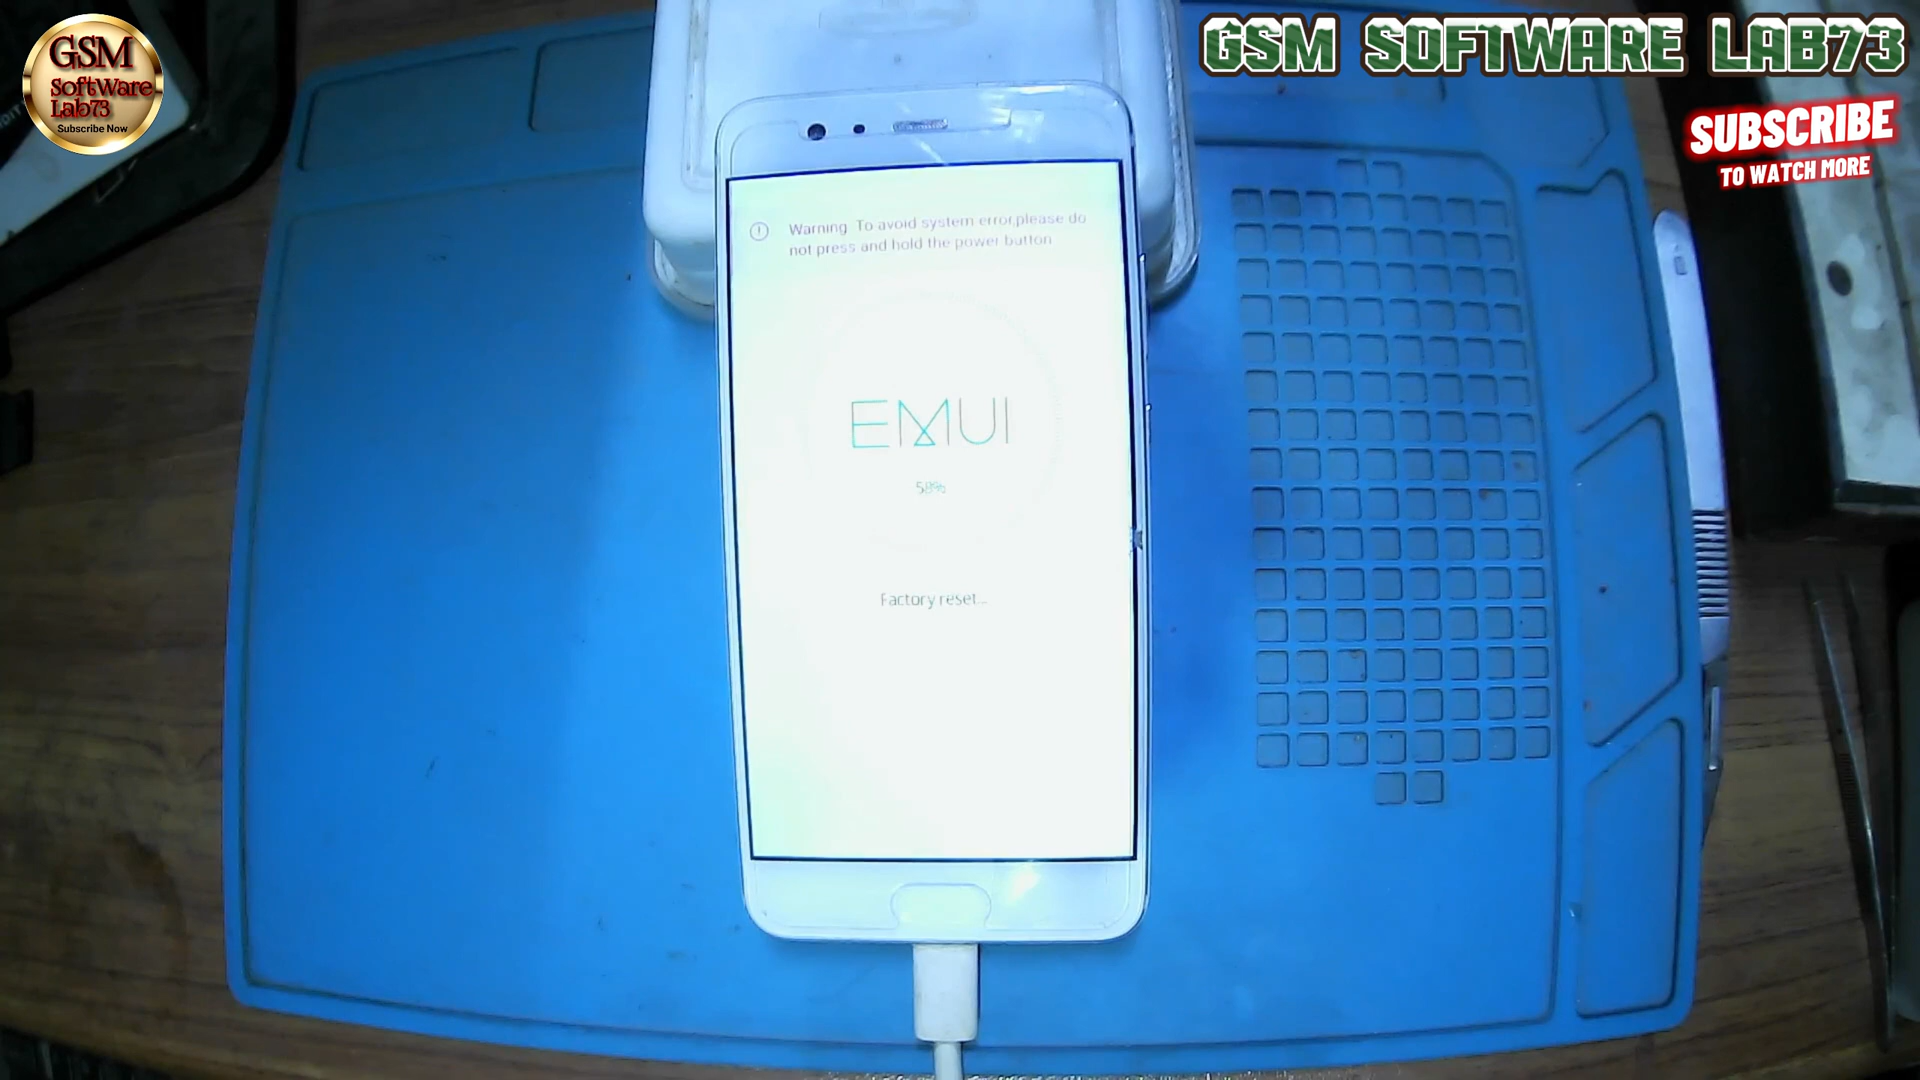 GSM
Software
Lab73
Subscribe Now
GSM SOFTWARE LAB73
SUBSCRIBE
TO WATCH MORE
Warning: To avoid system error,please do
not press and hold the power button
EMUI
58%
Factory reset...